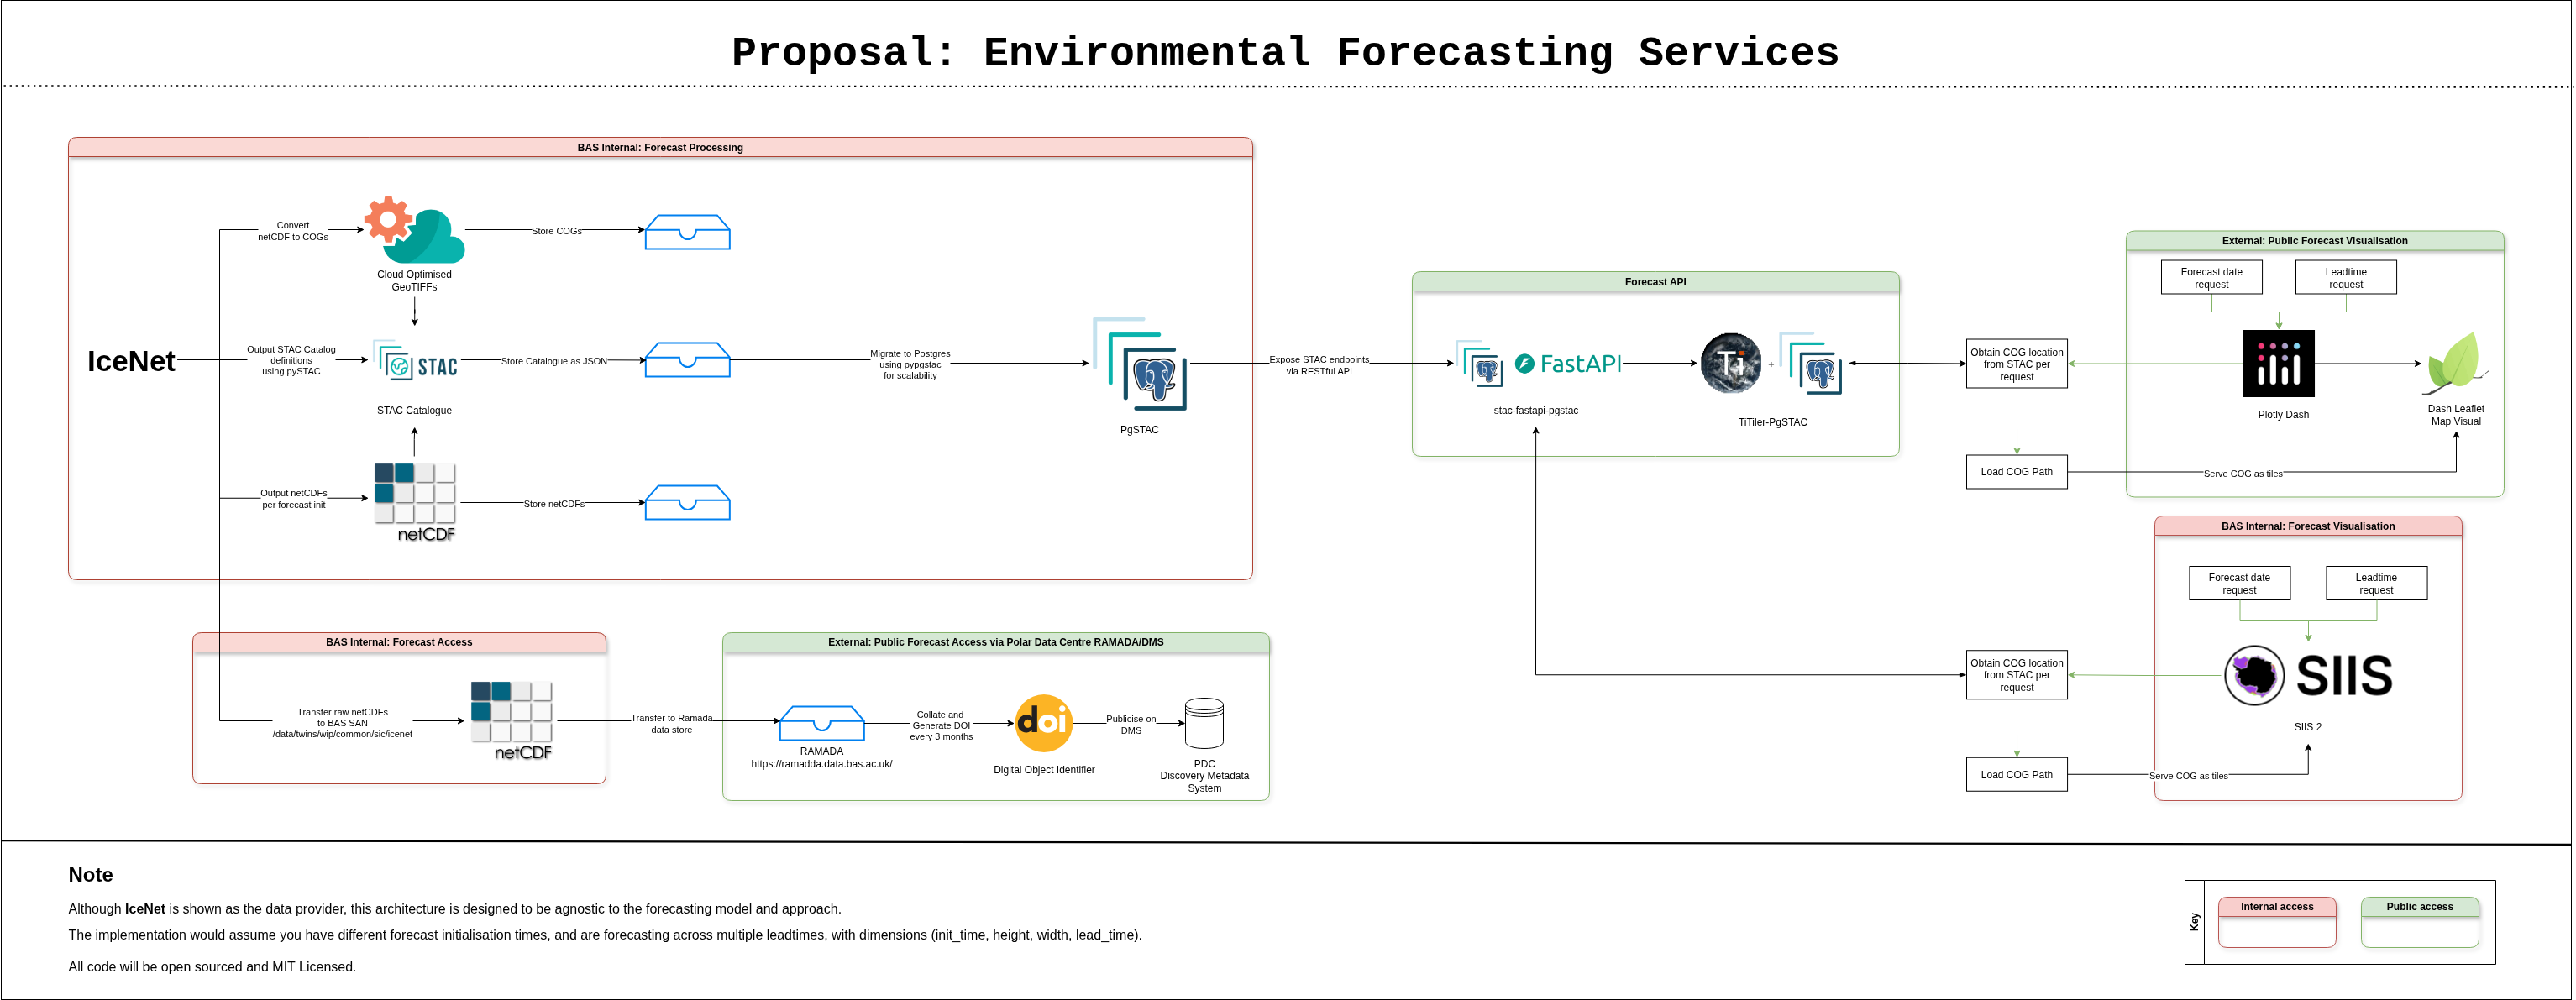 Proposal: Environmental Forecasting Services
BAS Internal: Forecast Processing
Convert
netCDF to COGs
Cloud Optimised
GeoTIFFs
Store COGs
IceNet
Output STAC Catalog
definitions
using pySTAC
STAC
STAC Catalogue
Store Catalogue as JSON
Migrate to Postgres
using pypgstac
for scalability
PgSTAC
Output netCDFs
per forecast init
netCDF
Store netCDFs
Expose STAC endpoints
via RESTful API
Forecast API
FastAPI
stac-fastapi-pgstac
Ti
+
TiTiler-PgSTAC
Obtain COG location
from STAC per
request
Load COG Path
Serve COG as tiles
External: Public Forecast Visualisation
Forecast date
request
Leadtime
request
Plotly Dash
Dash Leaflet
Map Visual
BAS Internal: Forecast Visualisation
Forecast date
request
Leadtime
request
SIIS
SIIS 2
Obtain COG location
from STAC per
request
Load COG Path
Serve COG as tiles
BAS Internal: Forecast Access
Transfer raw netCDFs
to BAS SAN
/data/twins/wip/common/sic/icenet
netCDF
Transfer to Ramada
data store
External: Public Forecast Access via Polar Data Centre RAMADA/DMS
RAMADA
https://ramadda.data.bas.ac.uk/
Collate and
Generate DOI
every 3 months
doi
Digital Object Identifier
Publicise on
DMS
PDC
Discovery Metadata
System
Note
Although IceNet is shown as the data provider, this architecture is designed to be agnostic to the forecasting model and approach.
The implementation would assume you have different forecast initialisation times, and are forecasting across multiple leadtimes, with dimensions (init_time, height, width, lead_time).
All code will be open sourced and MIT Licensed.
Key
Internal access
Public access